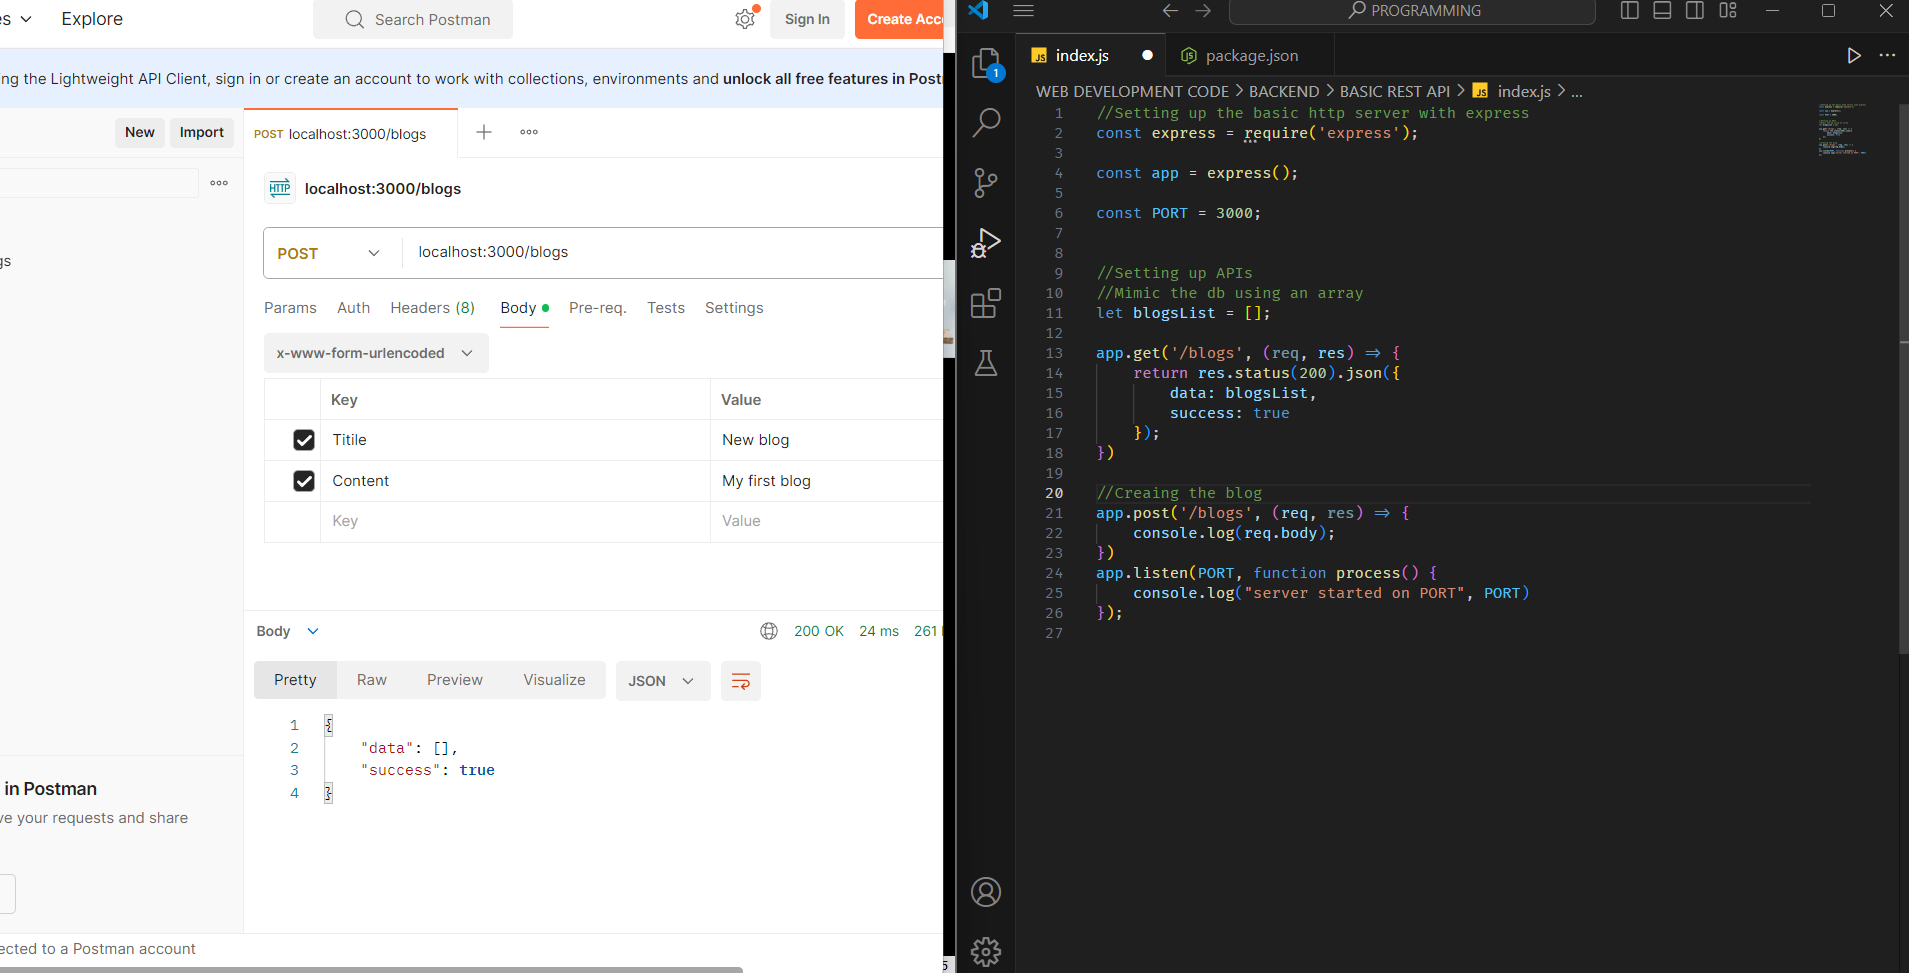 Explore
Search Postman
Sign In
Create Acc
ng the Lightweight API Client, sign in or create an account to work with collections, environments and unlock all free features in Post
New
Import
POST localhost:3000/blogs
HTTP localhost:3000/blogs
POST
localhost:3000/blogs
Params
Auth
Headers (8)
Body
Pre-req.
Tests
Settings
x-www-form-urlencoded
Key
Value
Titile
New blog
Content
My first blog
Key
Value
Body
200 OK
24 ms
261
Pretty
Raw
Preview
Visualize
JSON
1 {
2 "data": [],
3 "success": true
4 }
gs
in Postman
ve your requests and share
ected to a Postman account
PROGRAMMING
1
JS index.js
package.json
WEB DEVELOPMENT CODE > BACKEND > BASIC REST API > JS index.js > ...
1 //Setting up the basic http server with express
2 const express = require('express');
3
4 const app = express();
5
6 const PORT = 3000;
7
8
9 //Setting up APIs
10 //Mimic the db using an array
11 let blogsList = [];
12
13 app.get('/blogs', (req, res) => {
14 return res.status(200).json({
15 data: blogsList,
16 success: true
17 });
18 })
19
20 //Creaing the blog
21 app.post('/blogs', (req, res) => {
22 console.log(req.body);
23 })
24 app.listen(PORT, function process() {
25 console.log("server started on PORT", PORT)
26 });
27